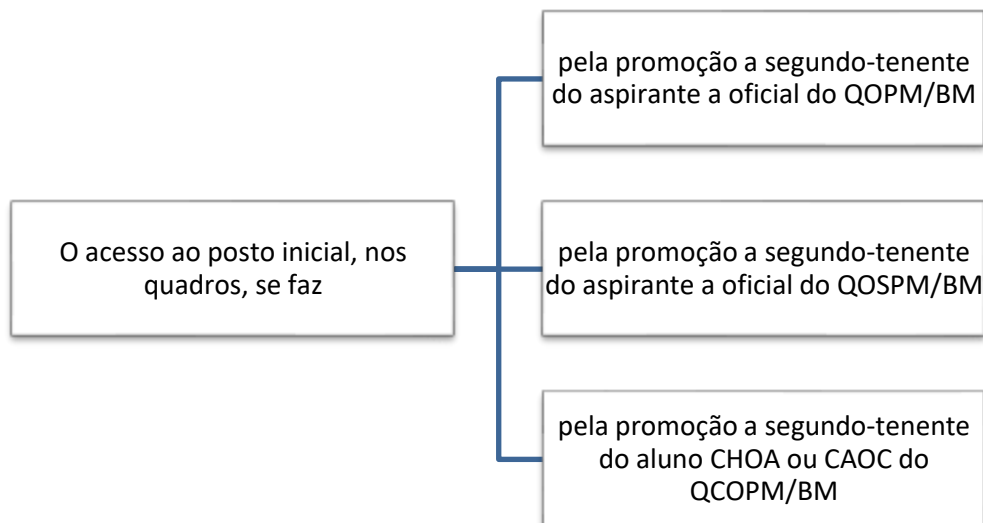 O acesso ao posto inicial, nos
quadros, se faz
pela promoção a segundo-tenente
do aspirante a oficial do QOPM/BM
pela promoção a segundo-tenente
do aspirante a oficial do QOSPM/BM
pela promoção a segundo-tenente
do aluno CHOA ou CAOC do
QCOPM/BM